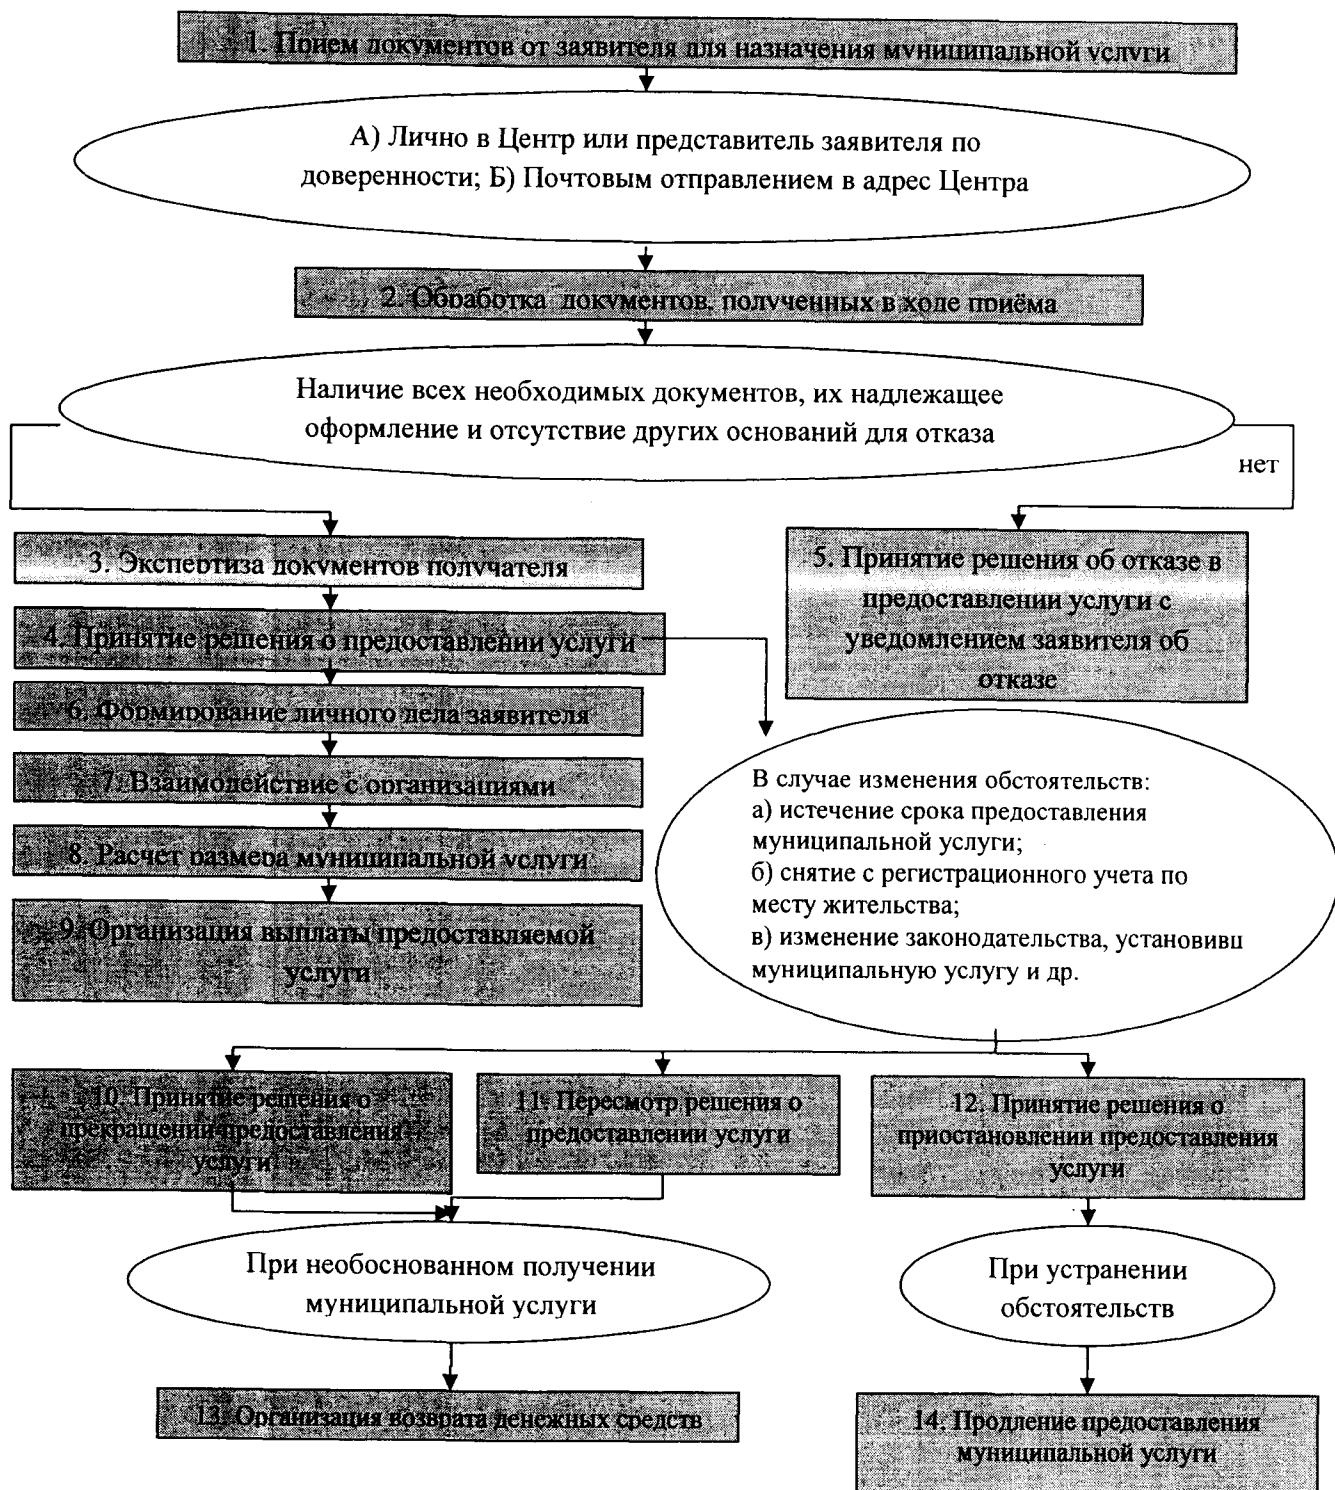 1. Прием документов от заявителя для назначения муниципальной услуги
А) Лично в Центр или представитель заявителя по
доверенности; Б) Почтовым отправлением в адрес Центра
2. Обработка документов, полученных в ходе приёма
Наличие всех необходимых документов, их надлежащее
оформление и отсутствие других оснований для отказа
нет
3. Экспертиза документов получателя
4. Принятие решения о предоставлении услуги
5. Принятие решения об отказе в
предоставлении услуги с
уведомлением заявителя об
отказе
6. Формирование личного дела заявителя
7. Взаимодействие с организациями
8. Расчет размера муниципальной услуги
9. Организация выплаты предоставляемой
услуги
В случае изменения обстоятельств:
а) истечение срока предоставления
муниципальной услуги;
б) снятие с регистрационного учета по
месту жительства;
в) изменение законодательства, установивш
муниципальную услугу и др.
10. Принятие решения о
прекращении предоставления
услуги
11. Пересмотр решения о
предоставлении услуги
12. Принятие решения о
приостановлении предоставления
услуги
При необоснованном получении
муниципальной услуги
При устранении
обстоятельств
13. Организация возврата денежных средств
14. Продление предоставления
муниципальной услуги